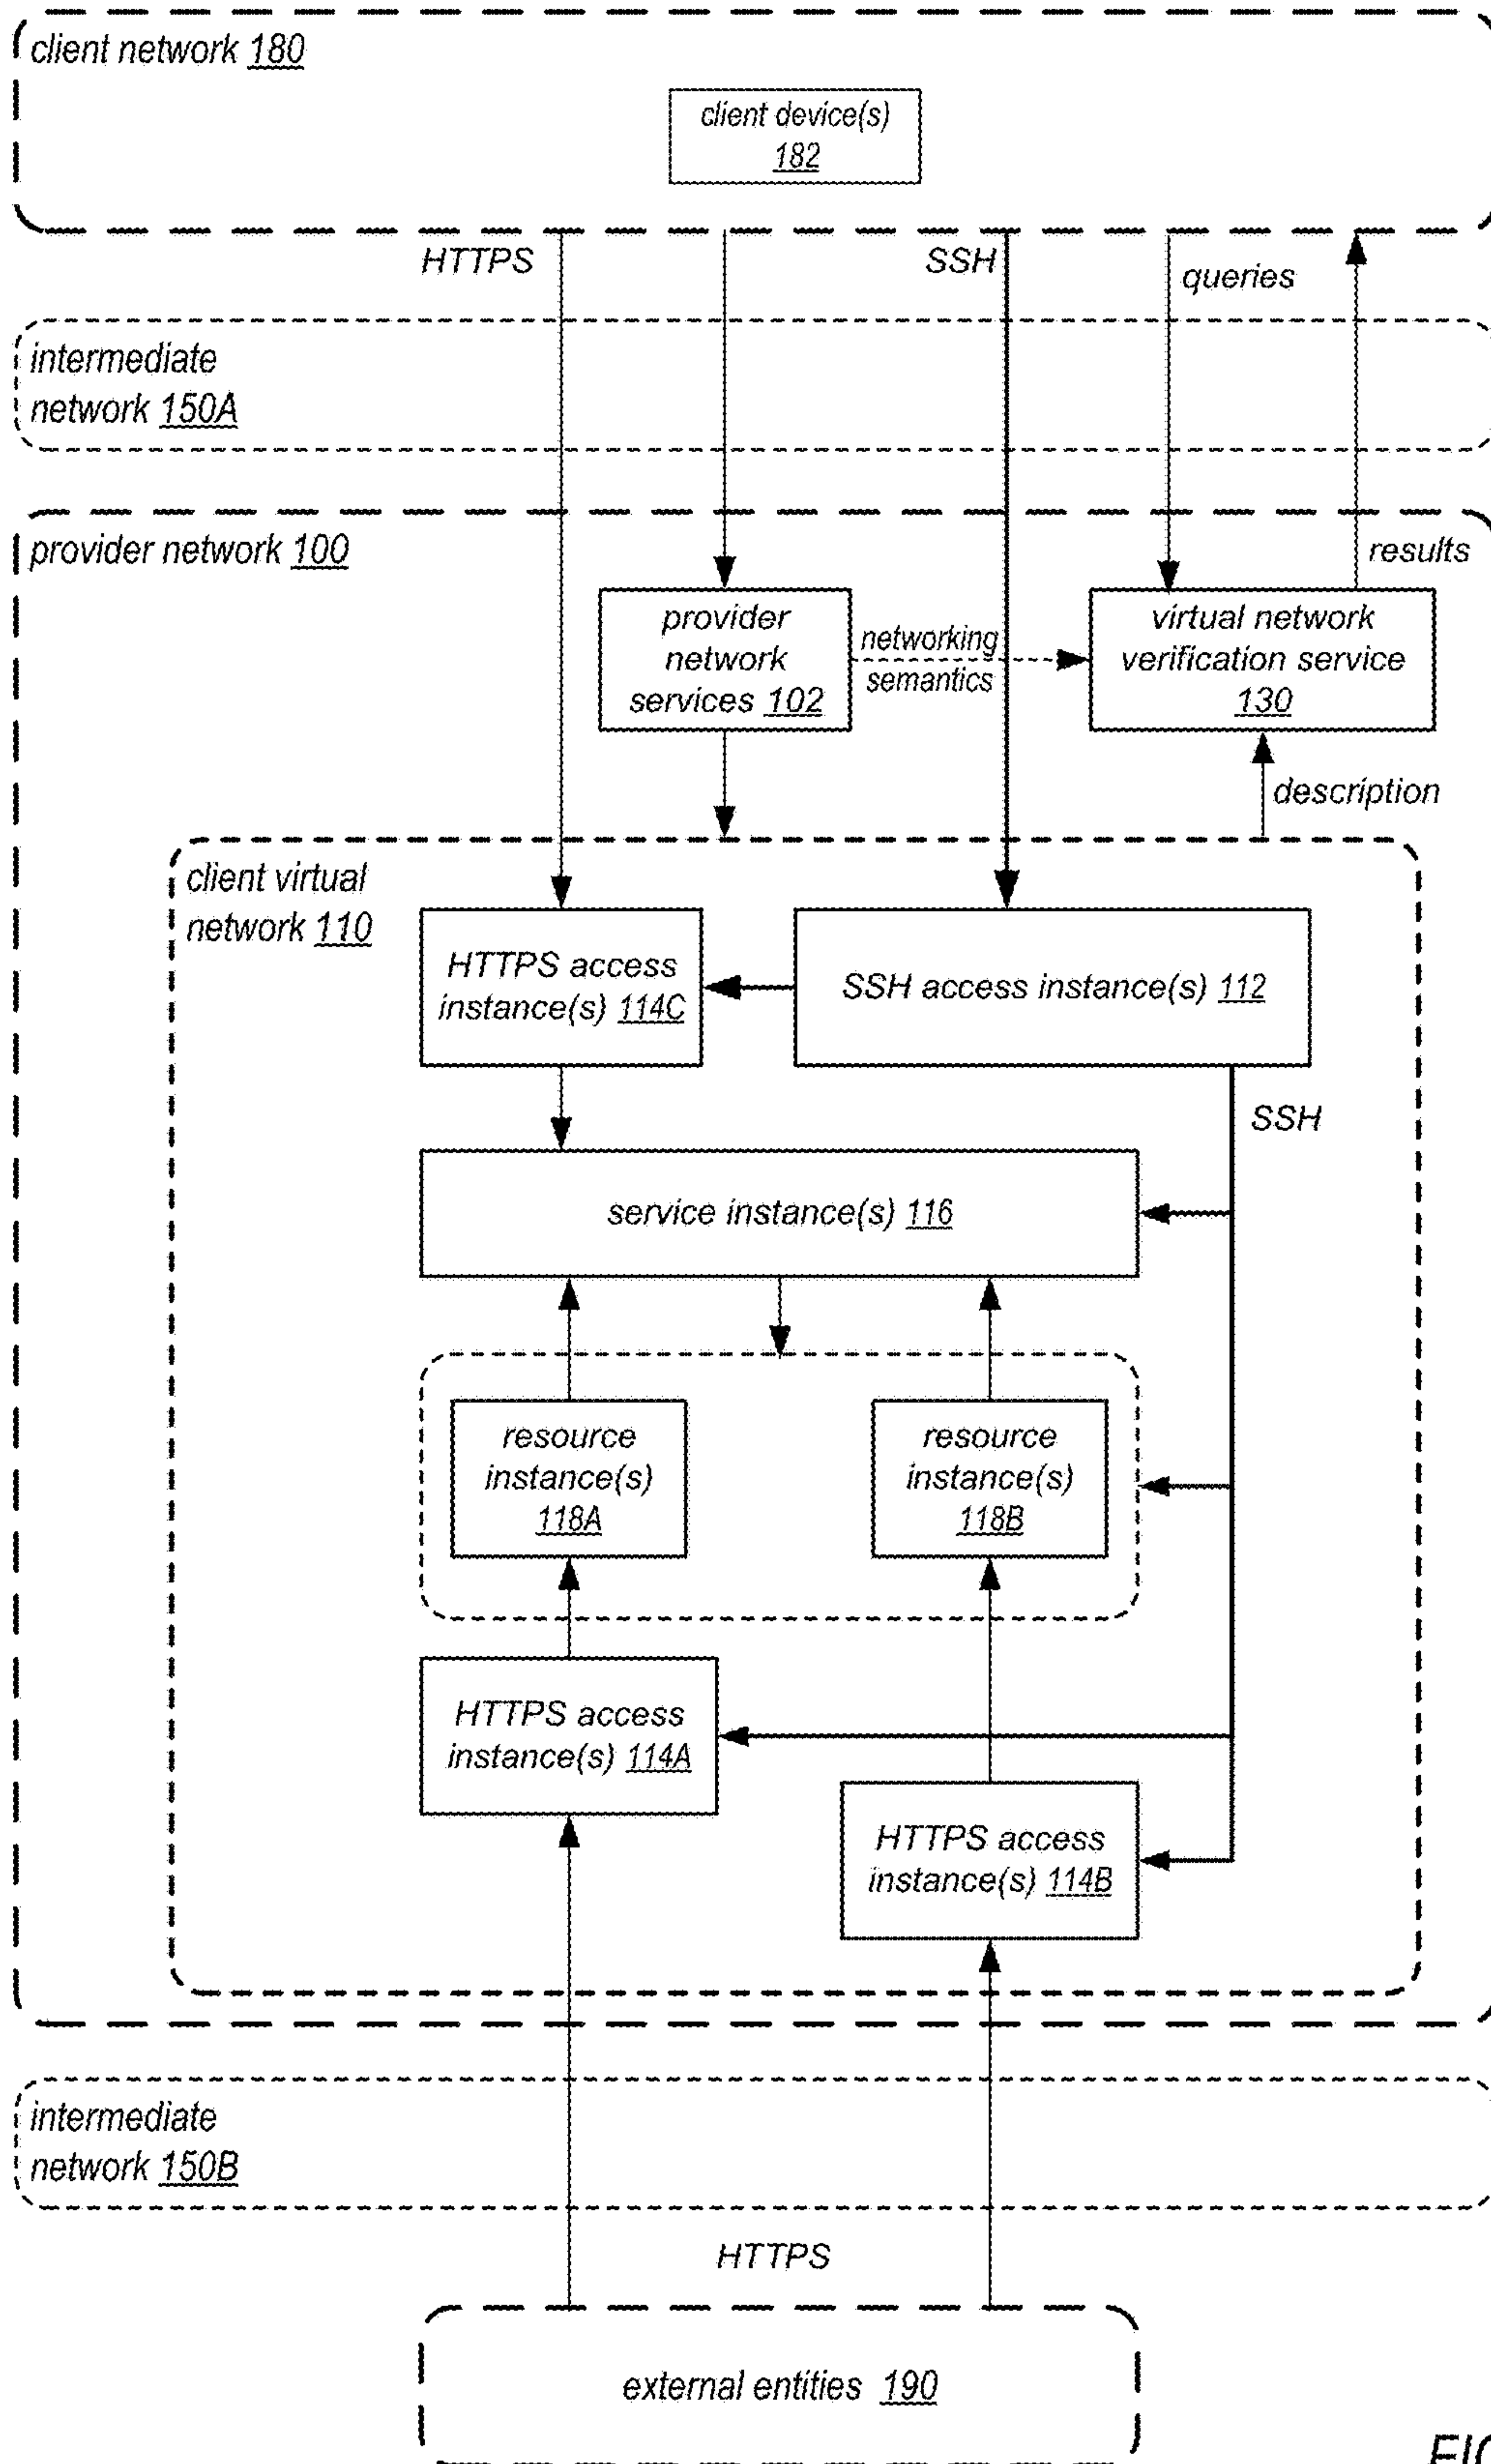 client network 180
client device(s)
182
HTTPS
SSH
queries
intermediate
network 150A
provider network 100
results
provider
network
services 102
networking
semantics
virtual network
verification service
130
description
client virtual
network 110
HTTPS access
instance(s) 114C
SSH access instance(s) 112
SSH
service instance(s) 116
resource
instance(s)
118A
resource
instance(s)
118B
HTTPS access
instance(s) 114A
HTTPS access
instance(s) 114B
intermediate
network 150B
HTTPS
external entities 190